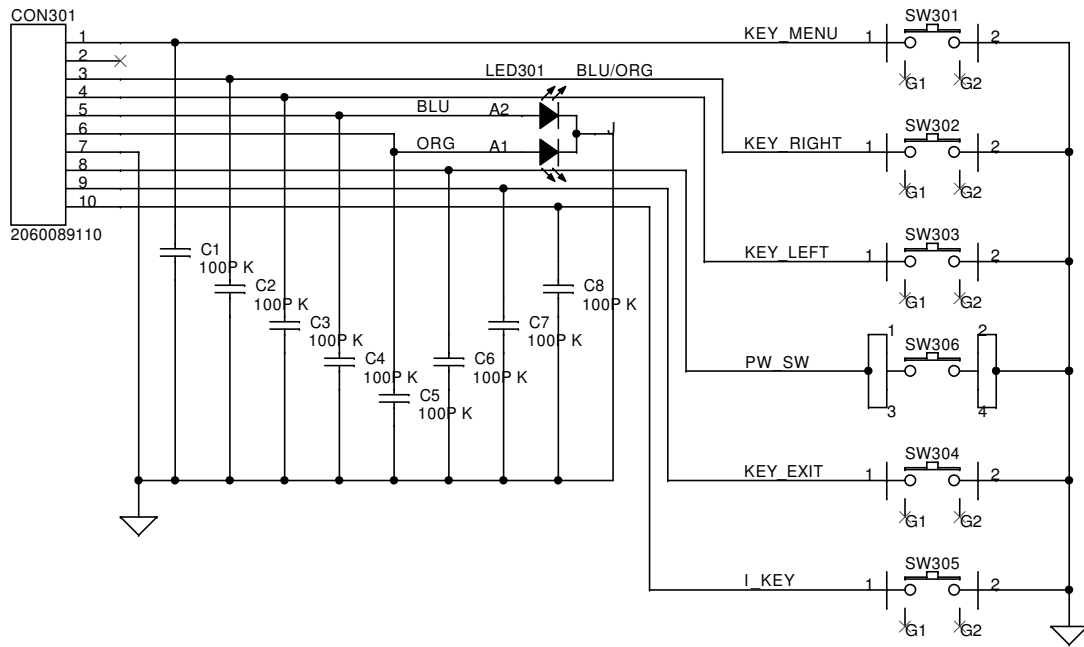 CON301
1
2
3
4
5
6
7
8
9
10
2060089110
LED301 BLU/ORG
BLU A2
ORG A1
C1
100P K
C2
100P K
C3
100P K
C4
100P K
C5
100P K
C6
100P K
C7
100P K
C8
100P K
KEY_MENU 1 SW301 2
G1 G2
KEY_RIGHT 1 SW302 2
G1 G2
KEY_LEFT 1 SW303 2
G1 G2
PW_SW 1 SW306 2
3 4
KEY_EXIT 1 SW304 2
G1 G2
I_KEY 1 SW305 2
G1 G2